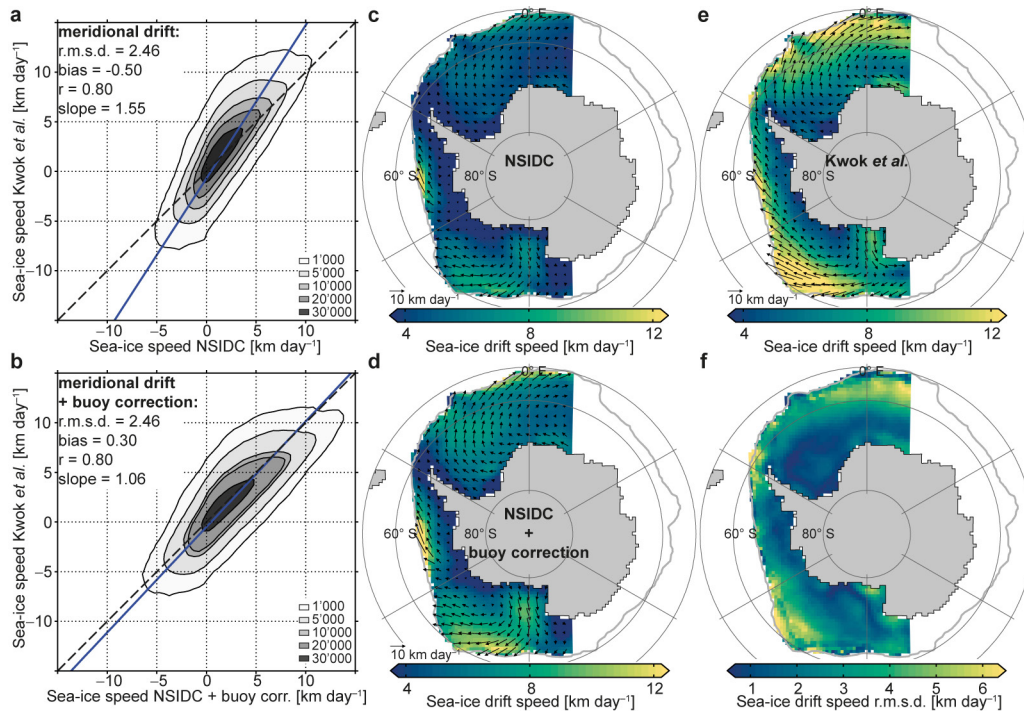 a
meridional drift:
r.m.s.d. = 2.46
bias = -0.50
r = 0.80
slope = 1.55
10
5
0
−5
−10
Sea-ice speed Kwok et al. [km day⁻¹]
1'000
5'000
10'000
20'000
30'000
−10 −5 0 5 10
Sea-ice speed NSIDC [km day⁻¹]
b
meridional drift
+ buoy correction:
r.m.s.d. = 2.46
bias = 0.30
r = 0.80
slope = 1.06
10
5
0
−5
−10
Sea-ice speed Kwok et al. [km day⁻¹]
1'000
5'000
10'000
20'000
30'000
−10 −5 0 5 10
Sea-ice speed NSIDC + buoy corr. [km day⁻¹]
c
0° E
NSIDC
60° S 80° S
10 km day⁻¹
4 8 12
Sea-ice drift speed [km day⁻¹]
d
0° E
NSIDC
+
buoy correction
60° S 80° S
10 km day⁻¹
4 8 12
Sea-ice drift speed [km day⁻¹]
e
0° E
Kwok et al.
60° S 80° S
10 km day⁻¹
4 8 12
Sea-ice drift speed [km day⁻¹]
f
0° E
60° S 80° S
1 2 3 4 5 6
Sea-ice drift speed r.m.s.d. [km day⁻¹]